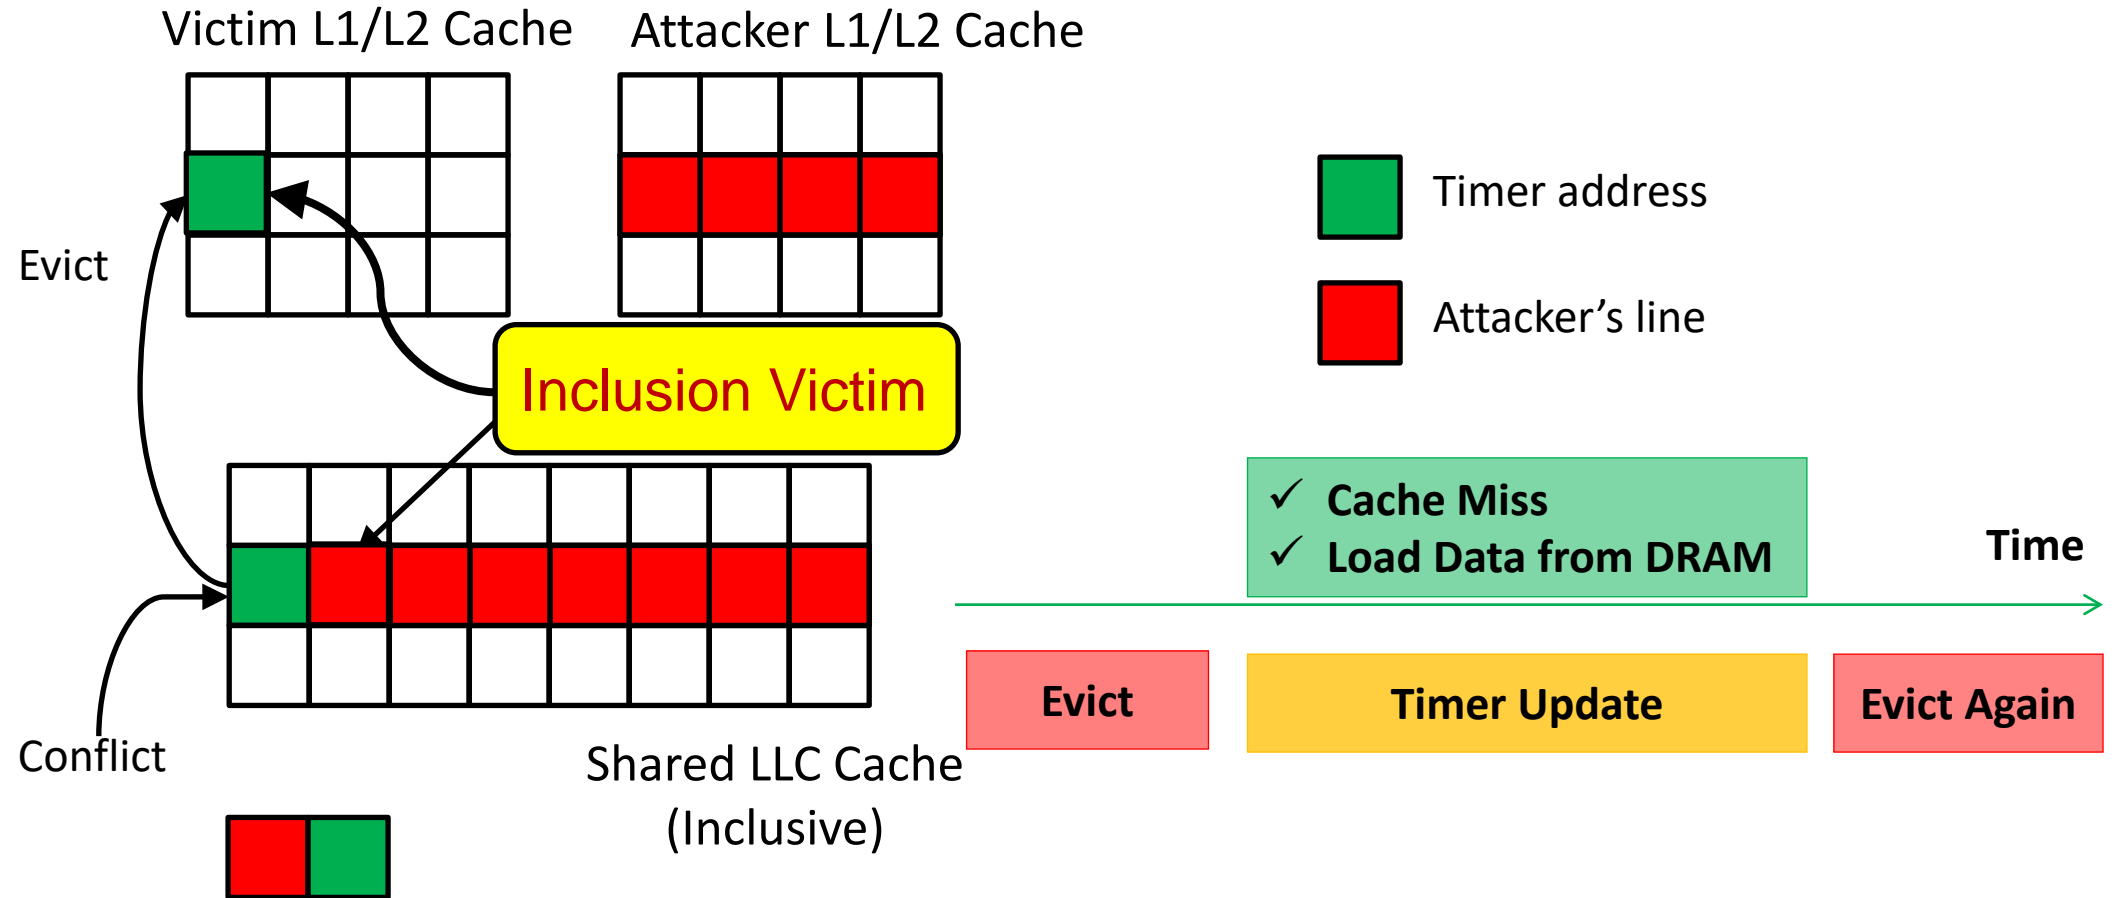 Victim L1/L2 Cache
Attacker L1/L2 Cache
Timer address
Evict
Attacker’s line
Inclusion Victim
✓ Cache Miss
✓ Load Data from DRAM
Time
Evict
Timer Update
Evict Again
Conflict
Shared LLC Cache
(Inclusive)